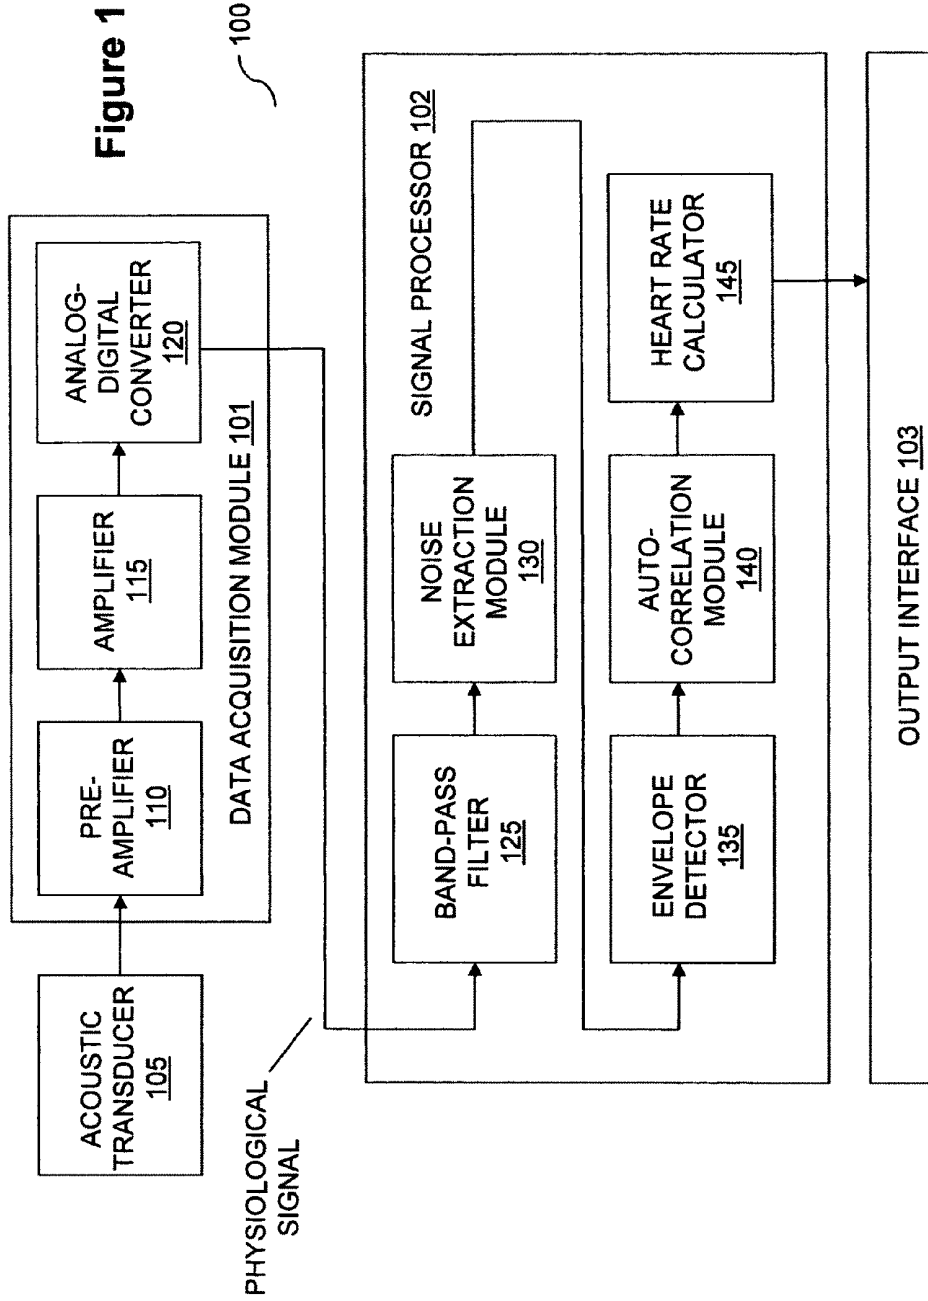 Figure 1
100
ACOUSTIC
TRANSDUCER
105
PRE-
AMPLIFIER
110
AMPLIFIER
115
ANALOG-
DIGITAL
CONVERTER
120
DATA ACQUISITION MODULE 101
PHYSIOLOGICAL
SIGNAL
SIGNAL PROCESSOR 102
BAND-PASS
FILTER
125
NOISE
EXTRACTION
MODULE
130
ENVELOPE
DETECTOR
135
AUTO-
CORRELATION
MODULE
140
HEART RATE
CALCULATOR
145
OUTPUT INTERFACE 103